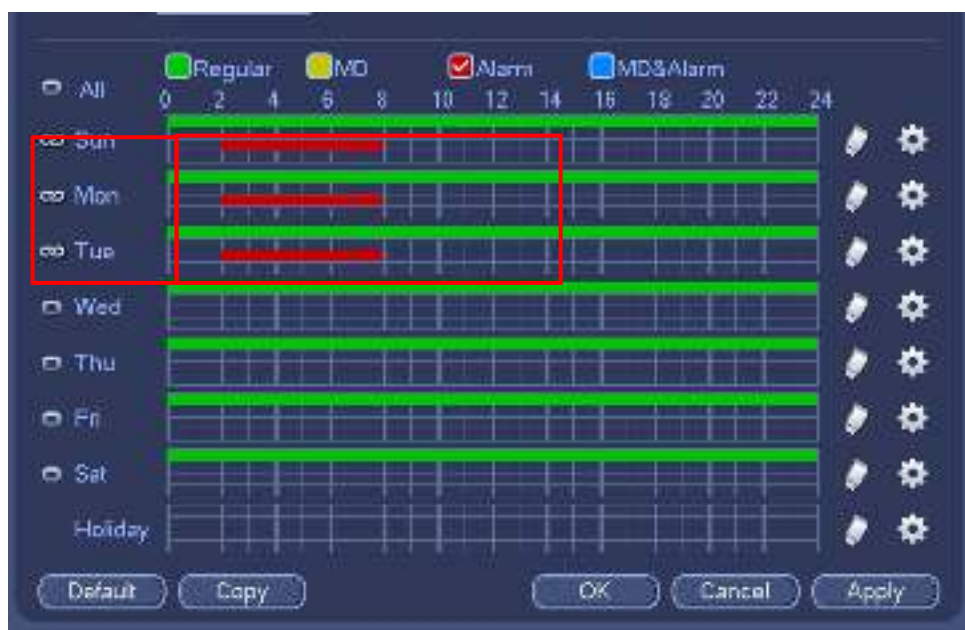 Regular MD Alarm MD&Alarm
All 0 2 4 6 8 10 12 14 16 18 20 22 24
Sun
Mon
Tue
Wed
Thu
Fri
Sat
Holiday
Default Copy OK Cancel Apply